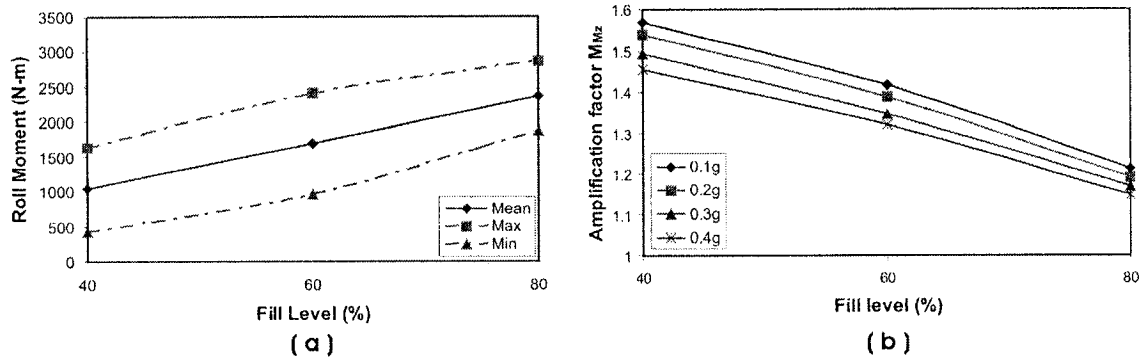 3500
3000
2500
2000
1500
1000
500
0
Roll Moment (N-m)
Mean
Max
Min
40
60
80
Fill Level (%)
( a )
1.6
1.5
1.4
1.3
1.2
1.1
1
Amplification factor MMz
0.1g
0.2g
0.3g
0.4g
40
60
80
Fill level (%)
( b )